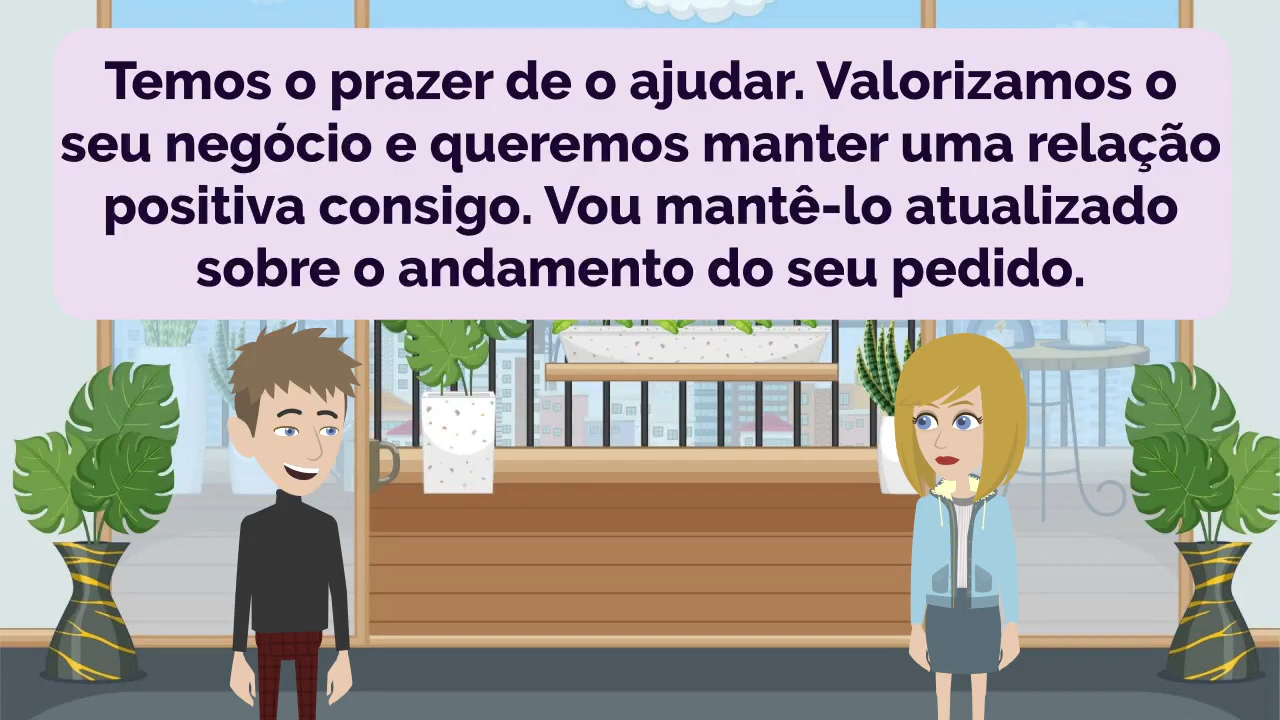 Temos o prazer de o ajudar. Valorizamos o
seu negócio e queremos manter uma relação
positiva consigo. Vou mantê-lo atualizado
sobre o andamento do seu pedido.